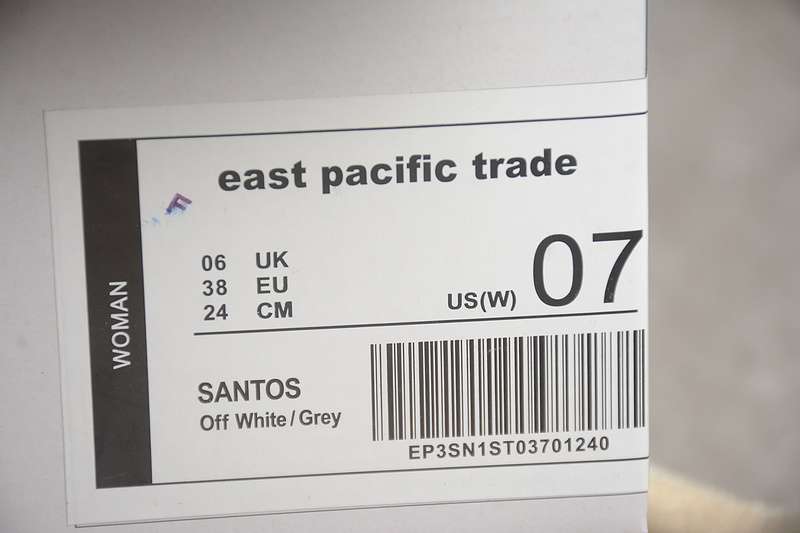 east pacific trade
F
WOMAN
06 UK
38 EU
24 CM
US(W) 07
SANTOS
Off White / Grey
EP3SN1ST03701240